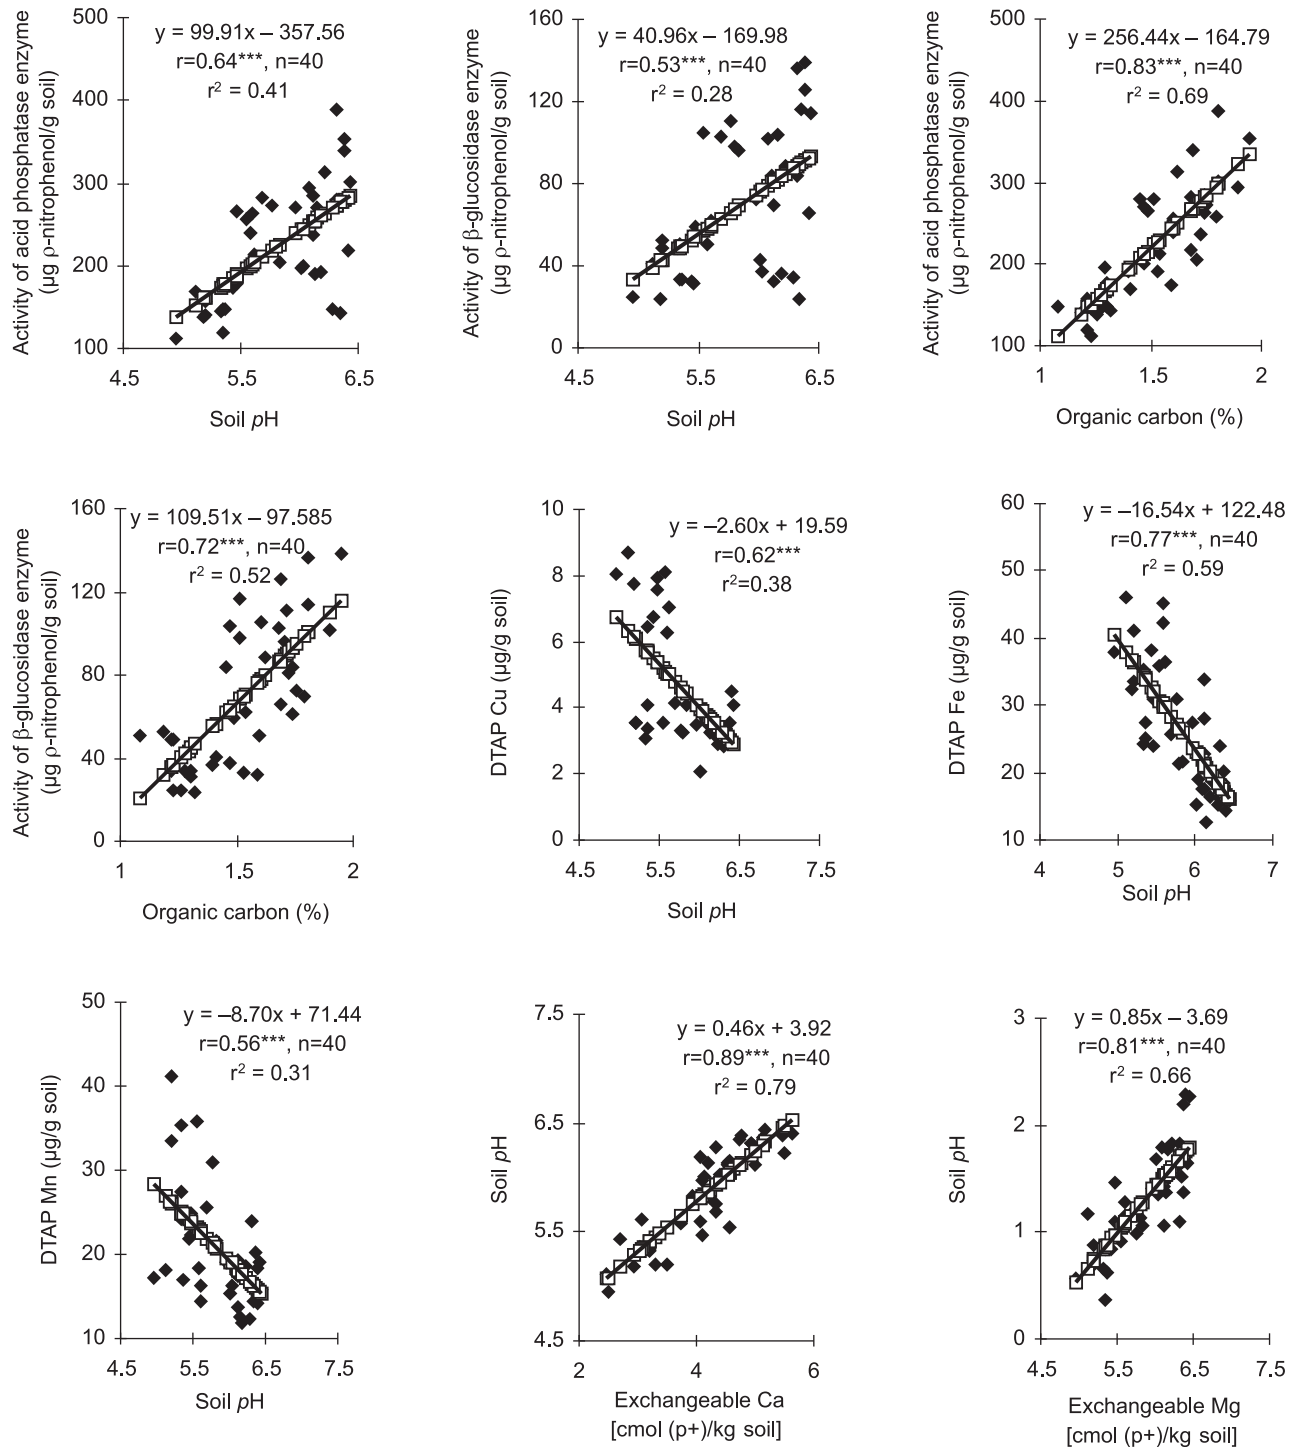 Activity of acid phosphatase enzyme
(µg ρ-nitrophenol/g soil)
500
400
300
200
100
y = 99.91x – 357.56
r=0.64***, n=40
r² = 0.41
4.5 5.5 6.5
Soil pH
Activity of β-glucosidase enzyme
(µg ρ-nitrophenol/g soil)
160
120
80
40
0
y = 40.96x – 169.98
r=0.53***, n=40
r² = 0.28
4.5 5.5 6.5
Soil pH
Activity of acid phosphatase enzyme
(µg ρ-nitrophenol/g soil)
500
400
300
200
100
y = 256.44x – 164.79
r=0.83***, n=40
r² = 0.69
1 1.5 2
Organic carbon (%)
Activity of β-glucosidase enzyme
(µg ρ-nitrophenol/g soil)
160
120
80
40
0
y = 109.51x – 97.585
r=0.72***, n=40
r² = 0.52
1 1.5 2
Organic carbon (%)
DTAP Cu (µg/g soil)
10
8
6
4
2
0
y = –2.60x + 19.59
r=0.62***
r²=0.38
4.5 5.5 6.5 7.5
Soil pH
DTAP Fe (µg/g soil)
60
50
40
30
20
10
y = –16.54x + 122.48
r=0.77***, n=40
r² = 0.59
4 5 6 7
Soil pH
DTAP Mn (µg/g soil)
50
40
30
20
10
y = –8.70x + 71.44
r=0.56***, n=40
r² = 0.31
4.5 5.5 6.5 7.5
Soil pH
Soil pH
7.5
6.5
5.5
4.5
y = 0.46x + 3.92
r=0.89***, n=40
r² = 0.79
2 4 6
Exchangeable Ca
[cmol (p+)/kg soil]
Soil pH
3
2
1
0
y = 0.85x – 3.69
r=0.81***, n=40
r² = 0.66
4.5 5.5 6.5 7.5
Exchangeable Mg
[cmol (p+)/kg soil]